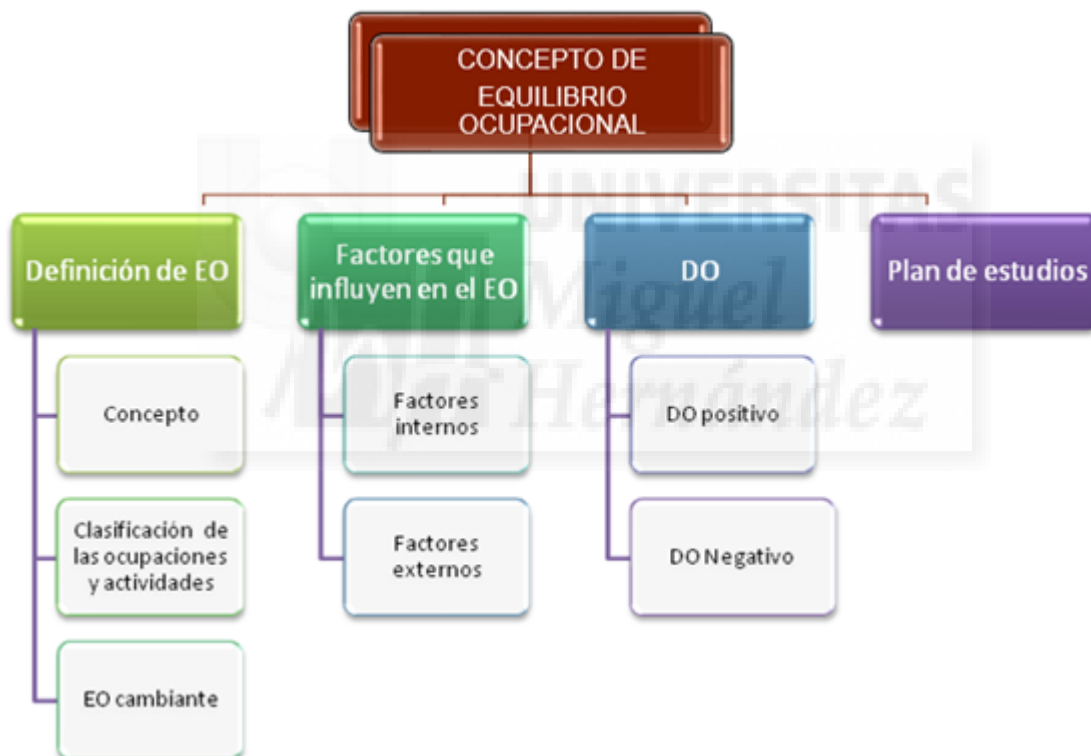 CONCEPTO DE
EQUILIBRIO
OCUPACIONAL
UNIVERSITAS
Miguel
Hernández
Definición de EO
Factores que
influyen en el EO
DO
Plan de estudios
Concepto
Factores
internos
DO positivo
Clasificación de
las ocupaciones
y actividades
Factores
externos
DO Negativo
EO cambiante